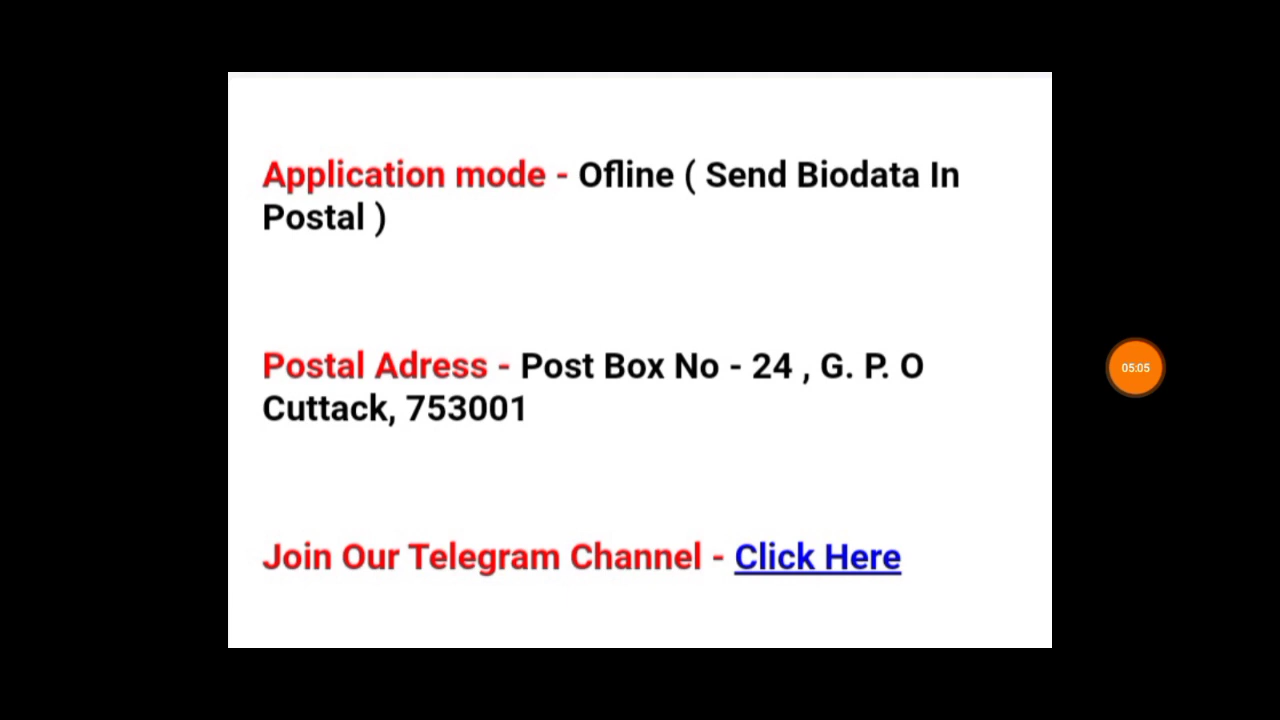 Application mode - Ofline ( Send Biodata In
Postal )
Postal Adress - Post Box No - 24 , G. P. O
Cuttack, 753001
Join Our Telegram Channel - Click Here
05:05